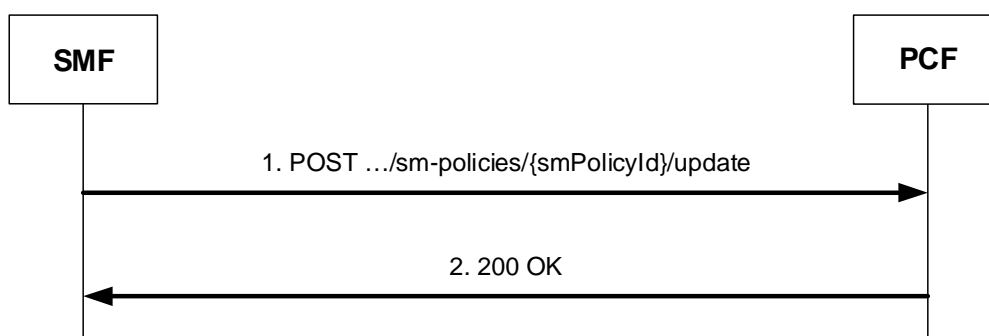 SMF
PCF
1. POST …/sm-policies/{smPolicyId}/update
2. 200 OK